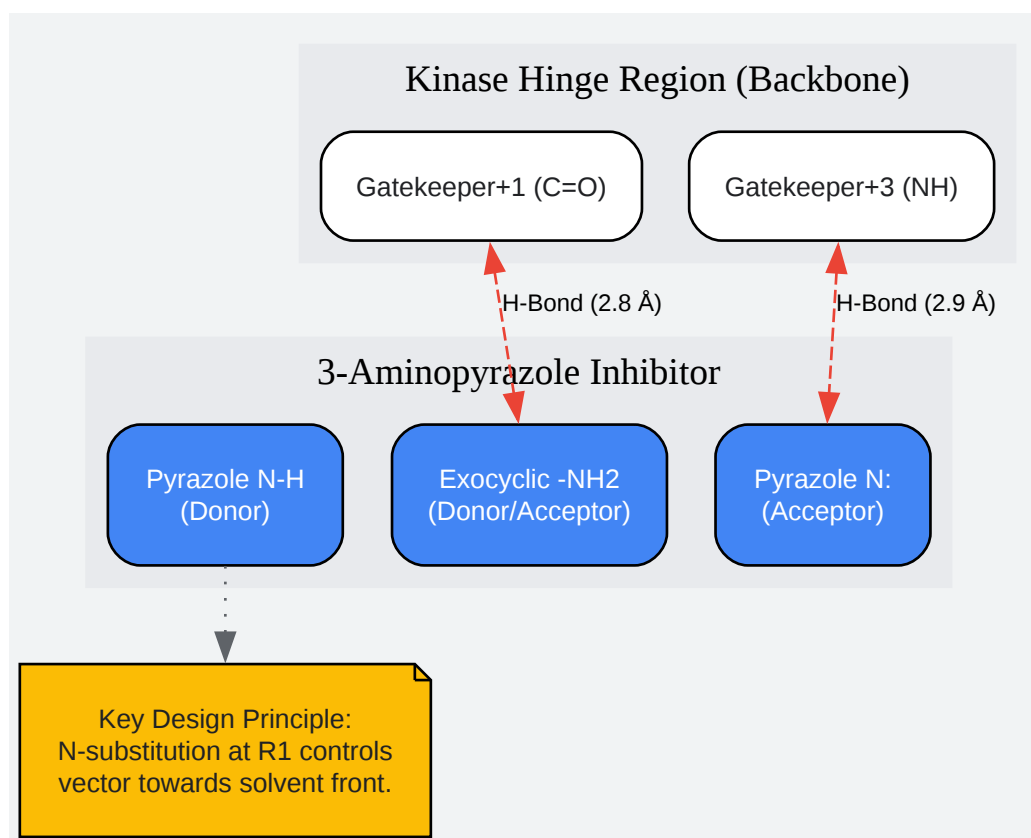 Kinase Hinge Region (Backbone)
Gatekeeper+1 (C=O)
Gatekeeper+3 (NH)
H-Bond (2.8 Å)
H-Bond (2.9 Å)
3-Aminopyrazole Inhibitor
Pyrazole N-H
(Donor)
Exocyclic -NH2
(Donor/Acceptor)
Pyrazole N:
(Acceptor)
Key Design Principle:
N-substitution at R1 controls
vector towards solvent front.